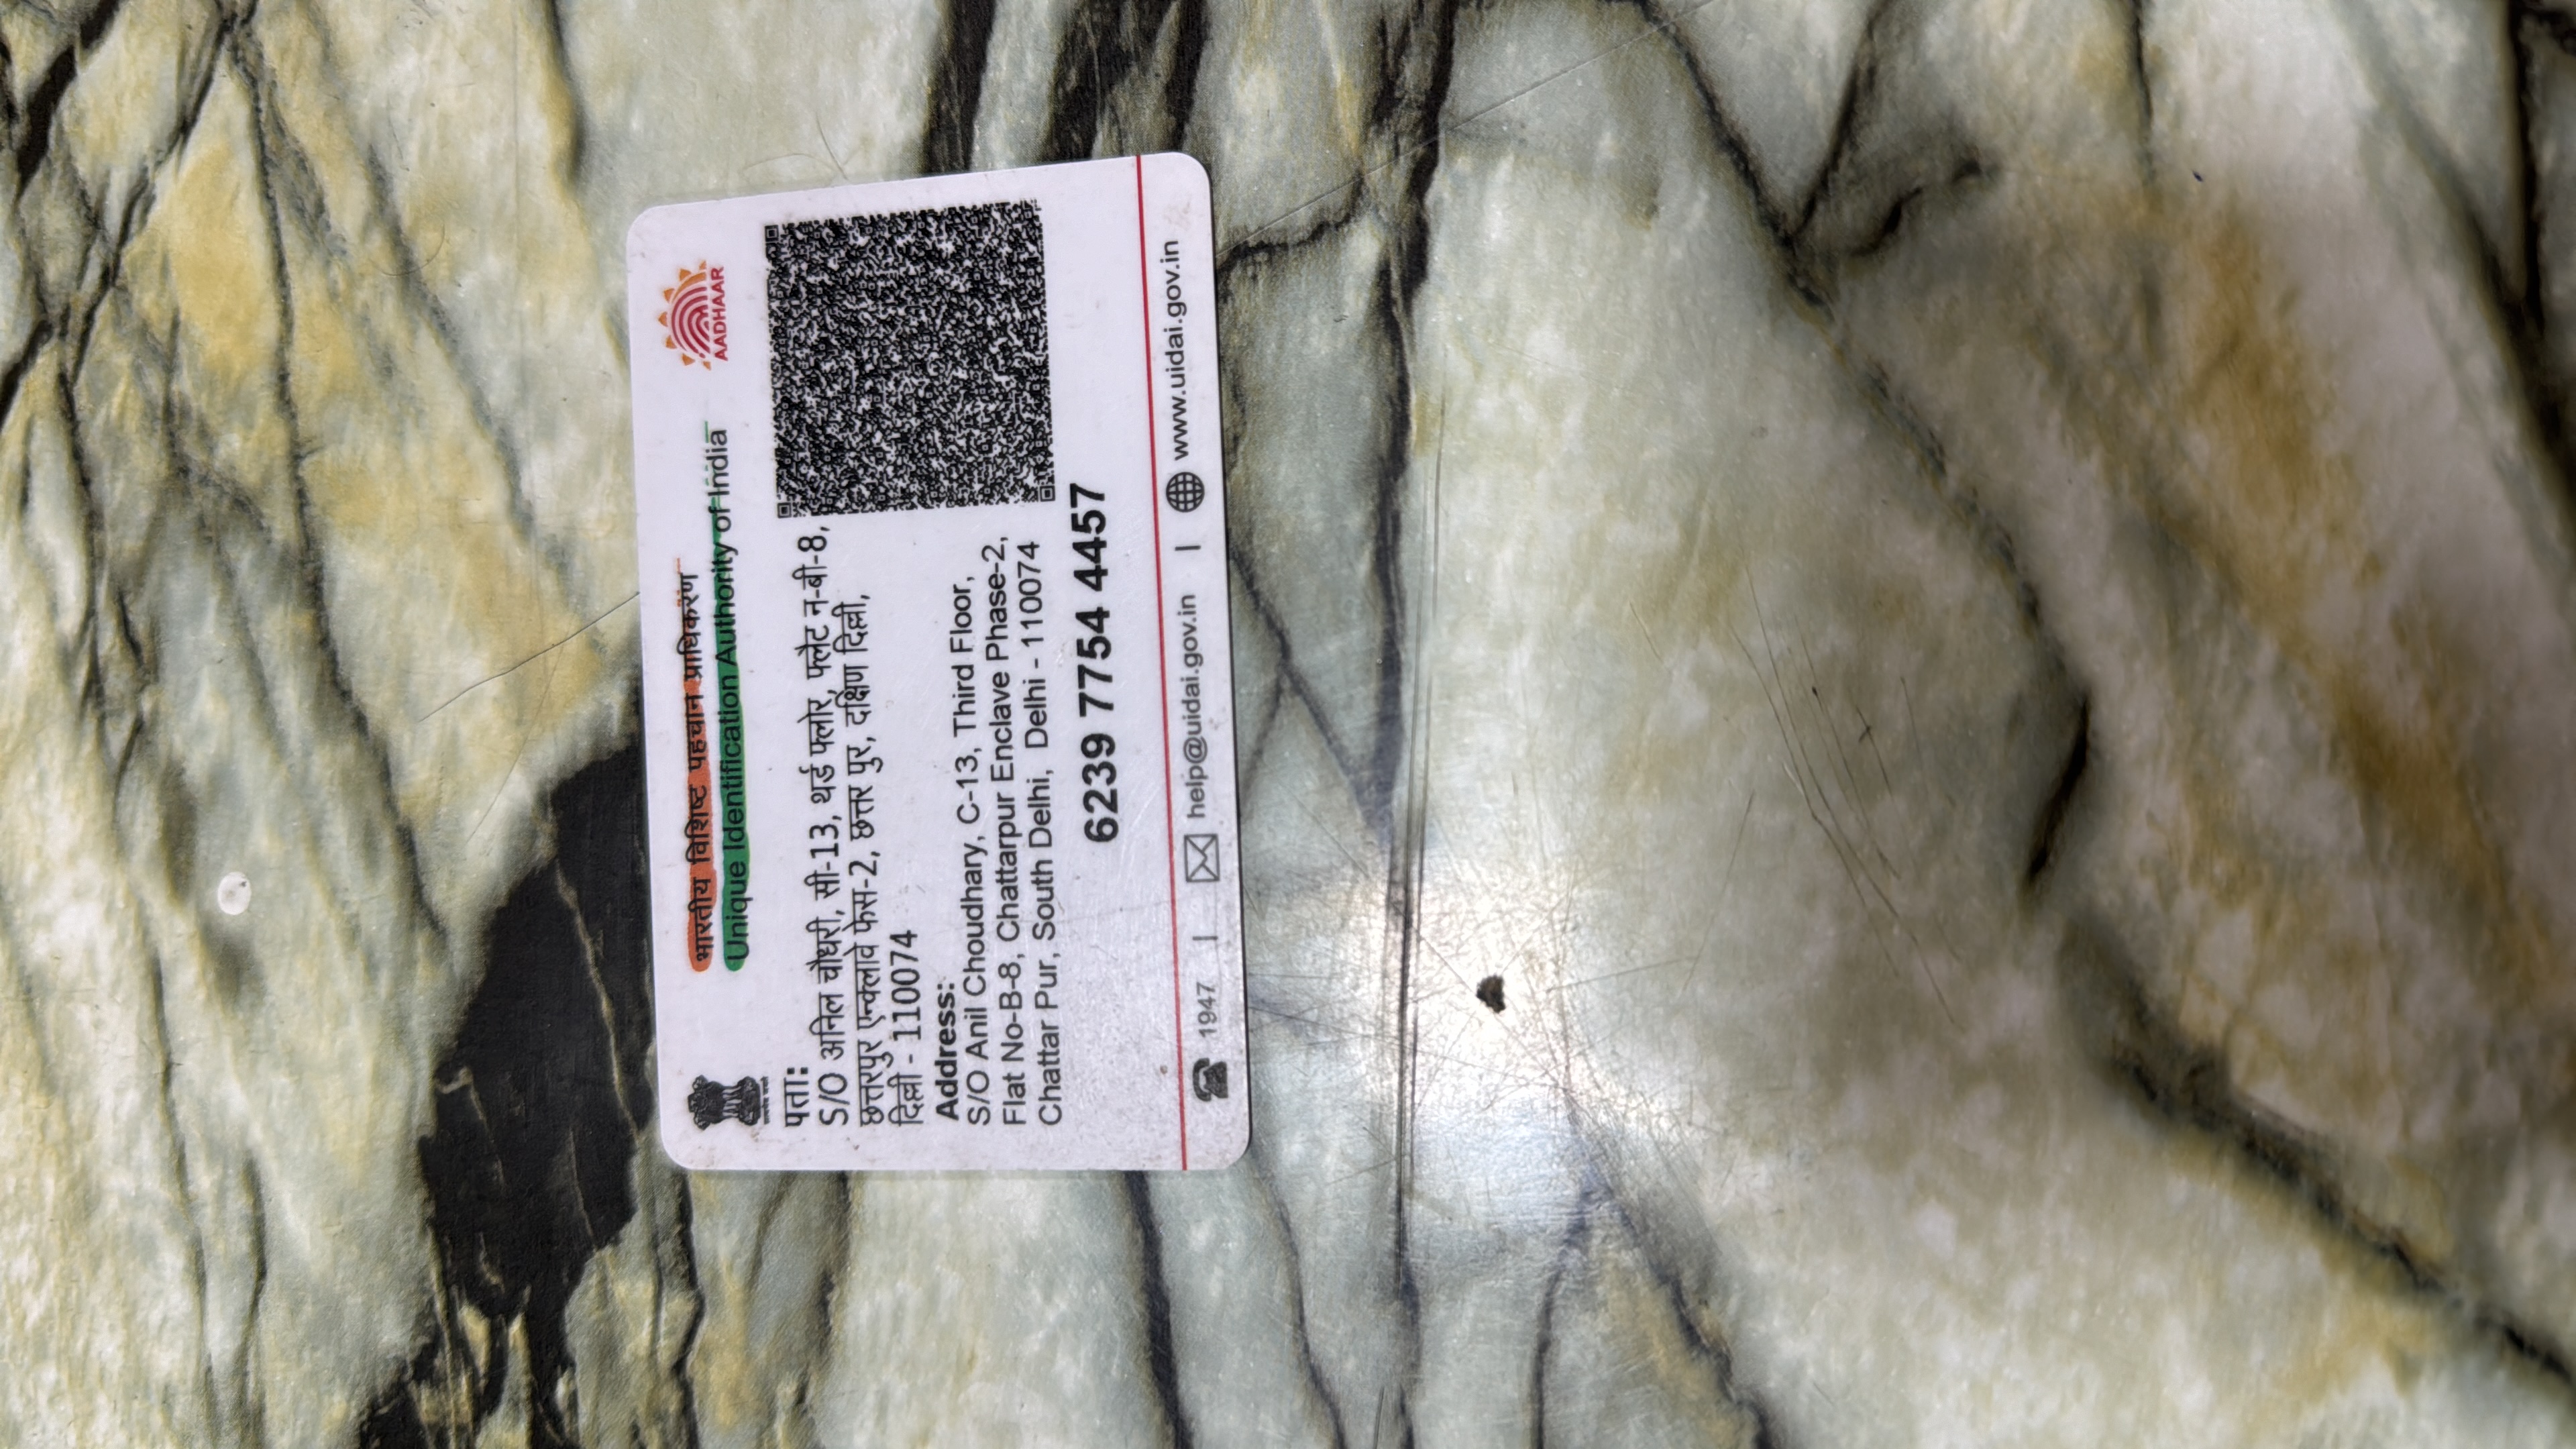 भारतीय विशिष्ट पहचान प्राधिकरण
Unique Identification Authority of India
AADHAAR
पता:
S/O अनिल चौधरी, सी-13, थर्ड फ्लोर, फ्लैट न-बी-8,
छत्तरपुर एन्क्लावे फेस-2, छत्तर पुर, दक्षिण दिल्ली,
दिल्ली - 110074
Address:
S/O Anil Choudhary, C-13, Third Floor,
Flat No-B-8, Chattarpur Enclave Phase-2,
Chattar Pur, South Delhi, Delhi - 110074
6239 7754 4457
1947 | help@uidai.gov.in | www.uidai.gov.in